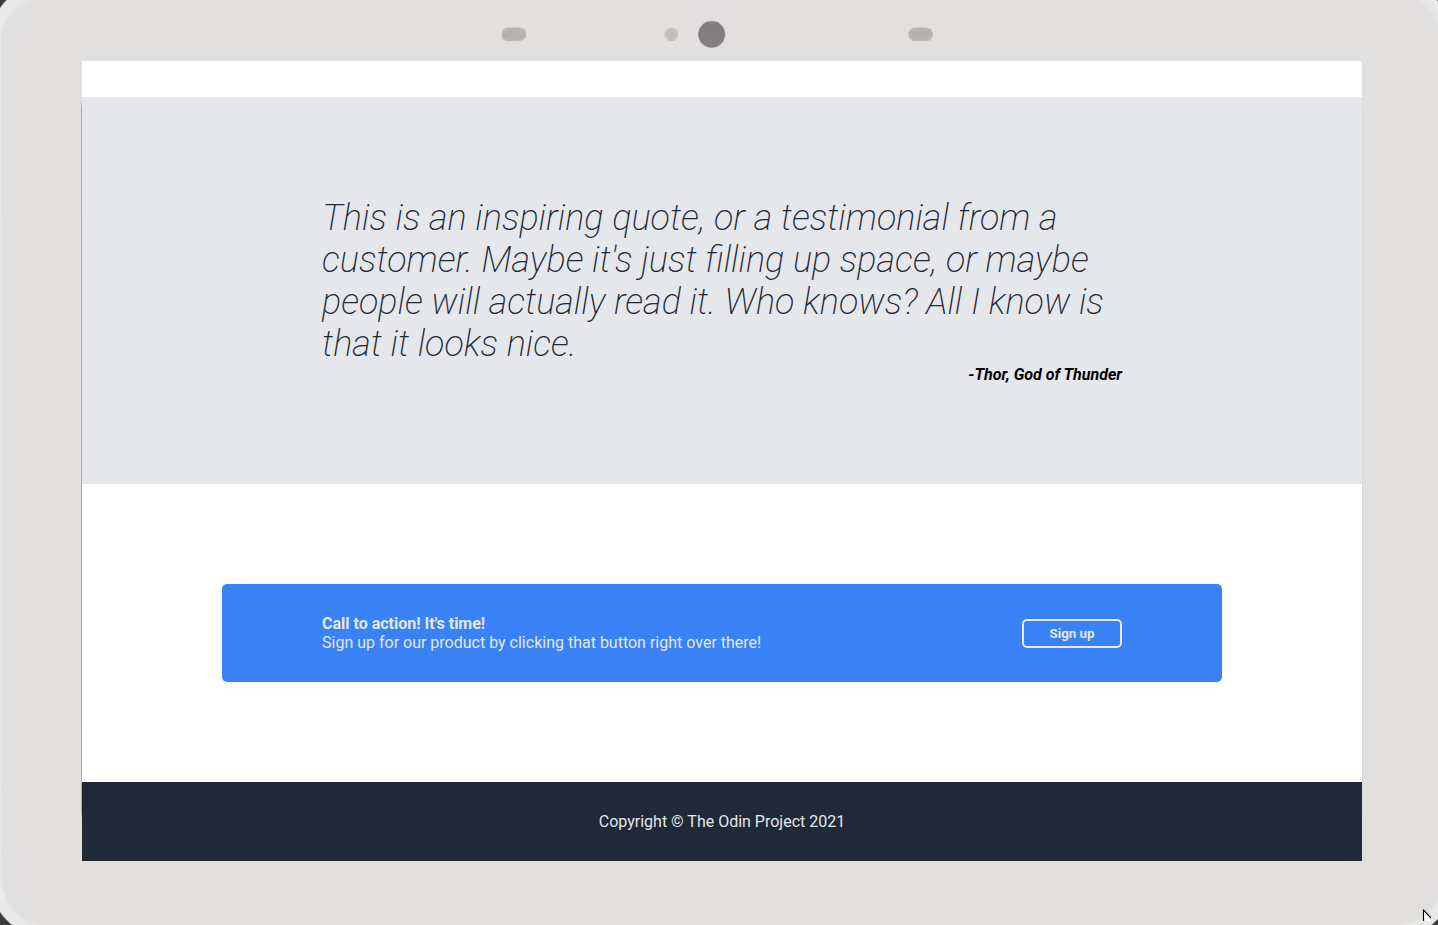 This is an inspiring quote, or a testimonial from a
customer. Maybe it's just filling up space, or maybe
people will actually read it. Who knows? All I know is
that it looks nice.
-Thor, God of Thunder
Call to action! It's time!
Sign up for our product by clicking that button right over there!
Sign up
Copyright © The Odin Project 2021